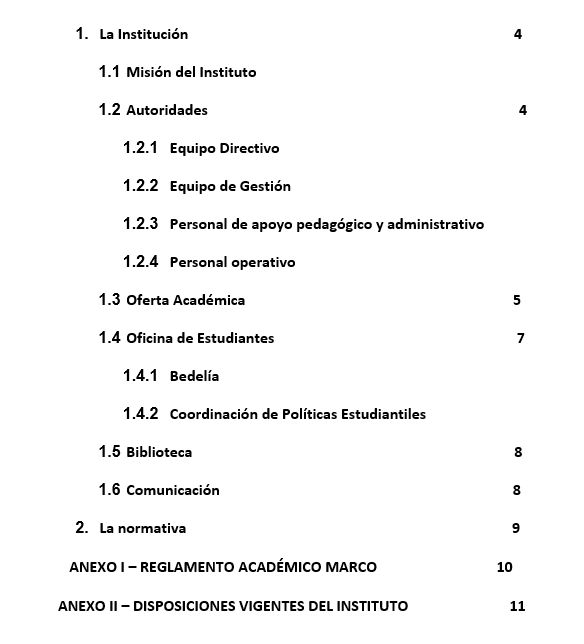 1. La Institución 4
1.1 Misión del Instituto
1.2 Autoridades 4
1.2.1 Equipo Directivo
1.2.2 Equipo de Gestión
1.2.3 Personal de apoyo pedagógico y administrativo
1.2.4 Personal operativo
1.3 Oferta Académica 5
1.4 Oficina de Estudiantes 7
1.4.1 Bedelía
1.4.2 Coordinación de Políticas Estudiantiles
1.5 Biblioteca 8
1.6 Comunicación 8
2. La normativa 9
ANEXO I – REGLAMENTO ACADÉMICO MARCO 10
ANEXO II – DISPOSICIONES VIGENTES DEL INSTITUTO 11